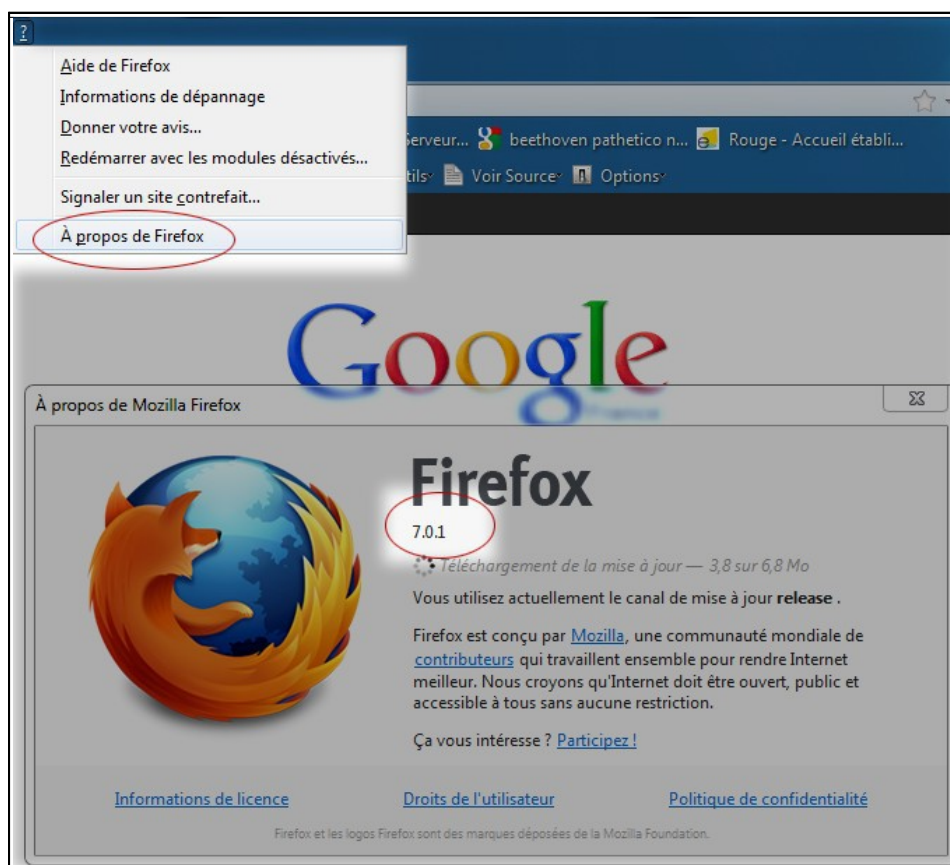 ?
Aide de Firefox
Informations de dépannage
Donner votre avis...
Redémarrer avec les modules désactivés...
Signaler un site contrefait...
À propos de Firefox
Serveur... beethoven pathetico n... Rouge - Accueil établi...
tils Voir Source Options
Google
France
À propos de Mozilla Firefox
Firefox
7.0.1
Téléchargement de la mise à jour — 3,8 sur 6,8 Mo
Vous utilisez actuellement le canal de mise à jour release .
Firefox est conçu par Mozilla, une communauté mondiale de
contributeurs qui travaillent ensemble pour rendre Internet
meilleur. Nous croyons qu'Internet doit être ouvert, public et
accessible à tous sans aucune restriction.
Ça vous intéresse ? Participez !
Informations de licence Droits de l'utilisateur Politique de confidentialité
Firefox et les logos Firefox sont des marques déposées de la Mozilla Foundation.